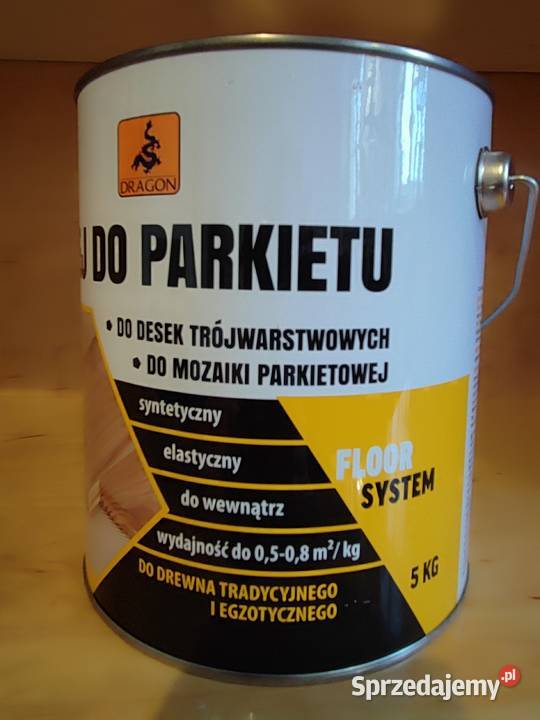 DRAGON
J DO PARKIETU
• DO DESEK TRÓJWARSTWOWYCH
• DO MOZAIKI PARKIETOWEJ
syntetyczny
elastyczny
do wewnątrz
wydajność do 0,5-0,8 m²/kg
DO DREWNA TRADYCYJNEGO
I EGZOTYCZNEGO
FLOOR
SYSTEM
5 KG
Sprzedajemy.pl